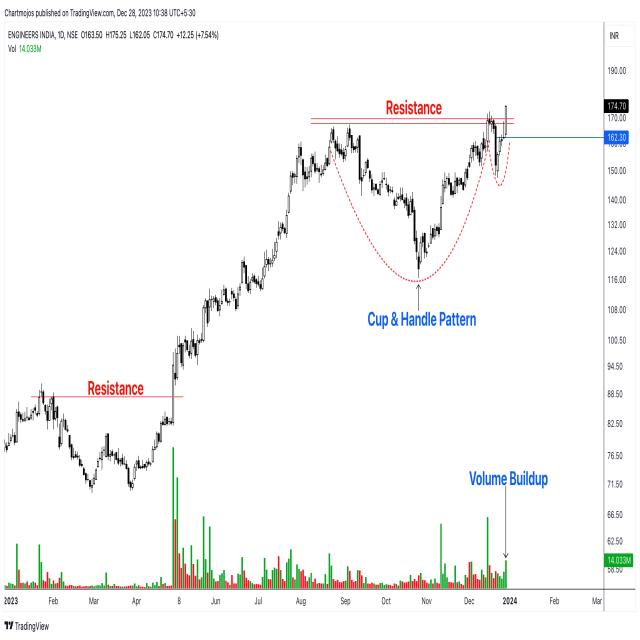 Chartmojos published on TradingView.com, Dec 28, 2023 10:38 UTC+5:30
ENGINEERS INDIA, 1D, NSE O163.50 H175.25 L162.05 C174.70 +12.25 (+7.54%)
Vol 14.033M
INR
190.00
174.70
Resistance
170.00
162.30
150.00
140.00
132.00
124.00
116.00
108.00
Cup & Handle Pattern
100.50
94.50
Resistance
88.50
82.50
76.50
Volume Buildup
71.50
66.50
62.50
14.033M
58.50
2023 Feb Mar Apr 8 Jun Jul Aug Sep Oct Nov Dec 2024 Feb Mar
TradingView